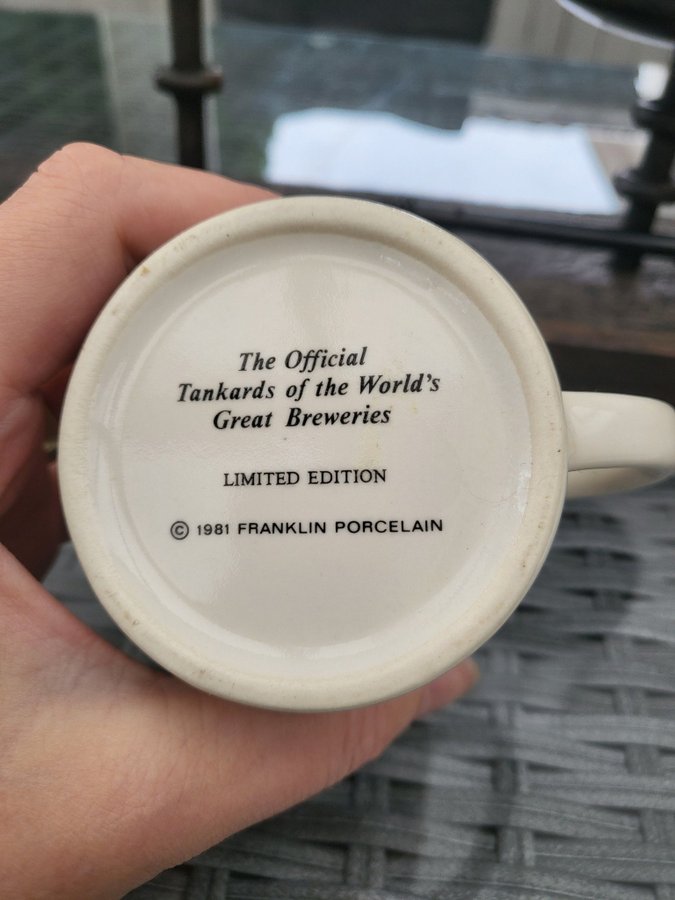 The Official
Tankards of the World's
Great Breweries
LIMITED EDITION
© 1981 FRANKLIN PORCELAIN